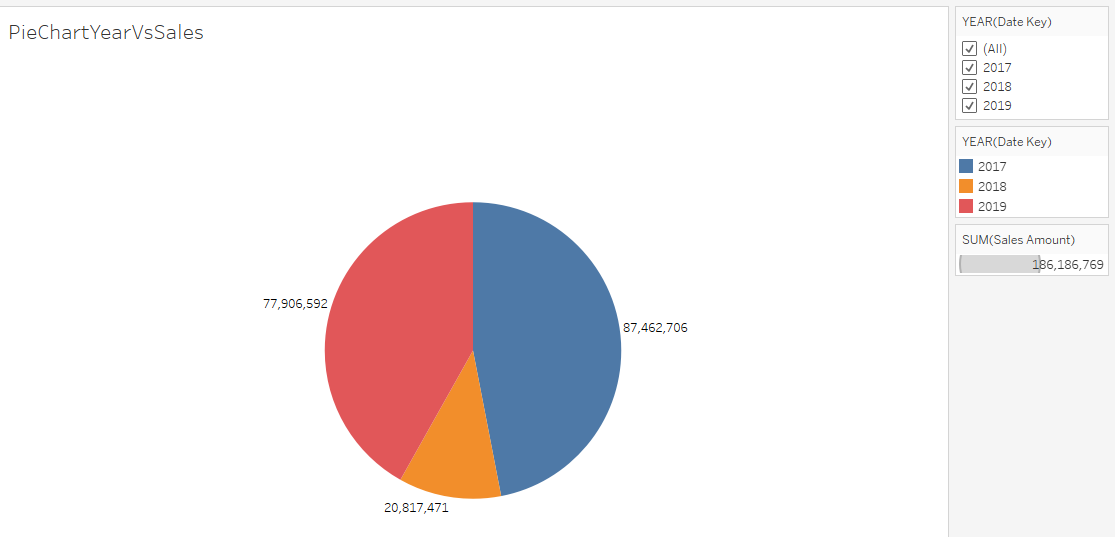 PieChartYearVsSales
YEAR(Date Key)
(All)
2017
2018
2019
YEAR(Date Key)
2017
2018
2019
SUM(Sales Amount)
186,186,769
77,906,592
87,462,706
20,817,471